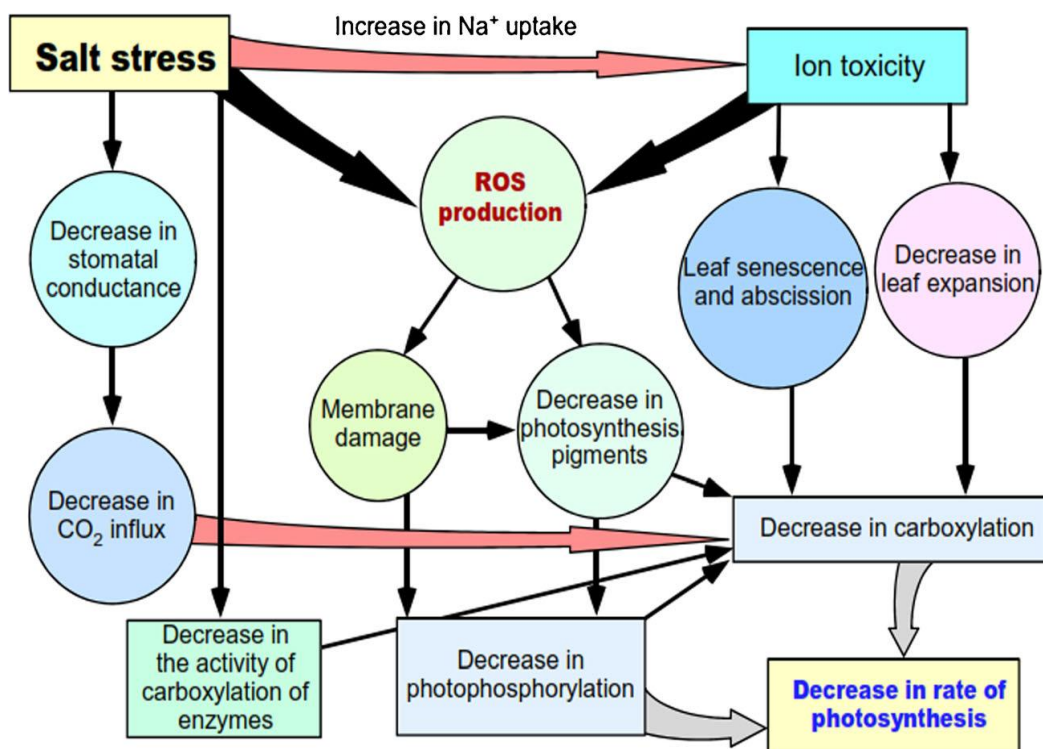 Increase in Na⁺ uptake
Salt stress
Ion toxicity
ROS
production
Decrease in
stomatal
conductance
Leaf senescence
and abscission
Decrease in
leaf expansion
Membrane
damage
Decrease in
photosynthesis
pigments
Decrease in
CO₂ influx
Decrease in carboxylation
Decrease in
the activity of
carboxylation of
enzymes
Decrease in
photophosphorylation
Decrease in rate of
photosynthesis